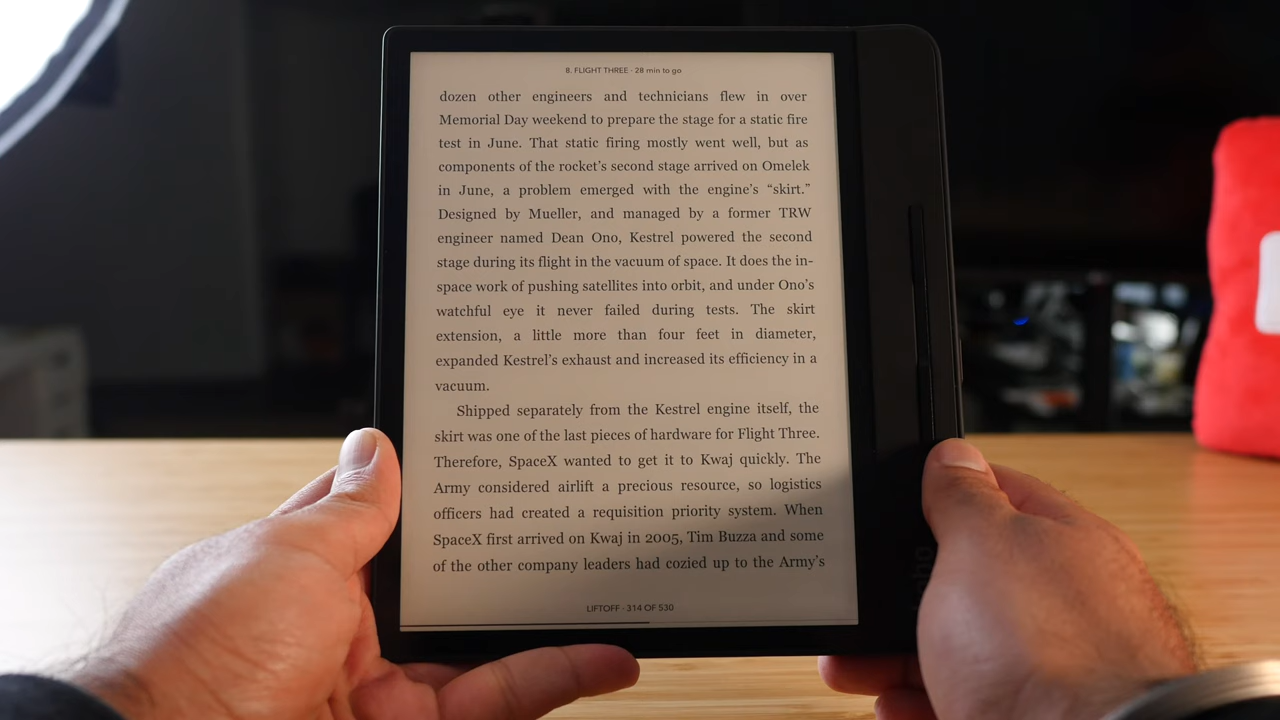 8. FLIGHT THREE · 28 min to go
dozen other engineers and technicians flew in over
Memorial Day weekend to prepare the stage for a static fire
test in June. That static firing mostly went well, but as
components of the rocket’s second stage arrived on Omelek
in June, a problem emerged with the engine’s “skirt.”
Designed by Mueller, and managed by a former TRW
engineer named Dean Ono, Kestrel powered the second
stage during its flight in the vacuum of space. It does the in-
space work of pushing satellites into orbit, and under Ono’s
watchful eye it never failed during tests. The skirt
extension, a little more than four feet in diameter,
expanded Kestrel’s exhaust and increased its efficiency in a
vacuum.
Shipped separately from the Kestrel engine itself, the
skirt was one of the last pieces of hardware for Flight Three.
Therefore, SpaceX wanted to get it to Kwaj quickly. The
Army considered airlift a precious resource, so logistics
officers had created a requisition priority system. When
SpaceX first arrived on Kwaj in 2005, Tim Buzza and some
of the other company leaders had cozied up to the Army’s
LIFTOFF · 314 OF 530